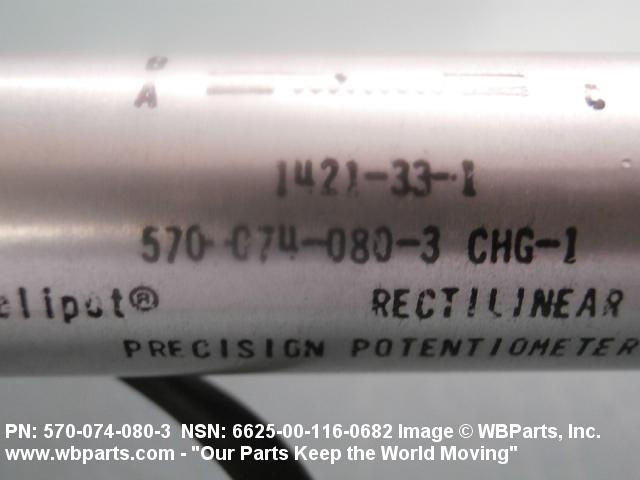 A
1421-33-1
570-074-080-3 CHG-1
elipot®
RECTILINEAR
PRECISION POTENTIOMETER
PN: 570-074-080-3 NSN: 6625-00-116-0682 Image © WBParts, Inc.
www.wbparts.com - "Our Parts Keep the World Moving"